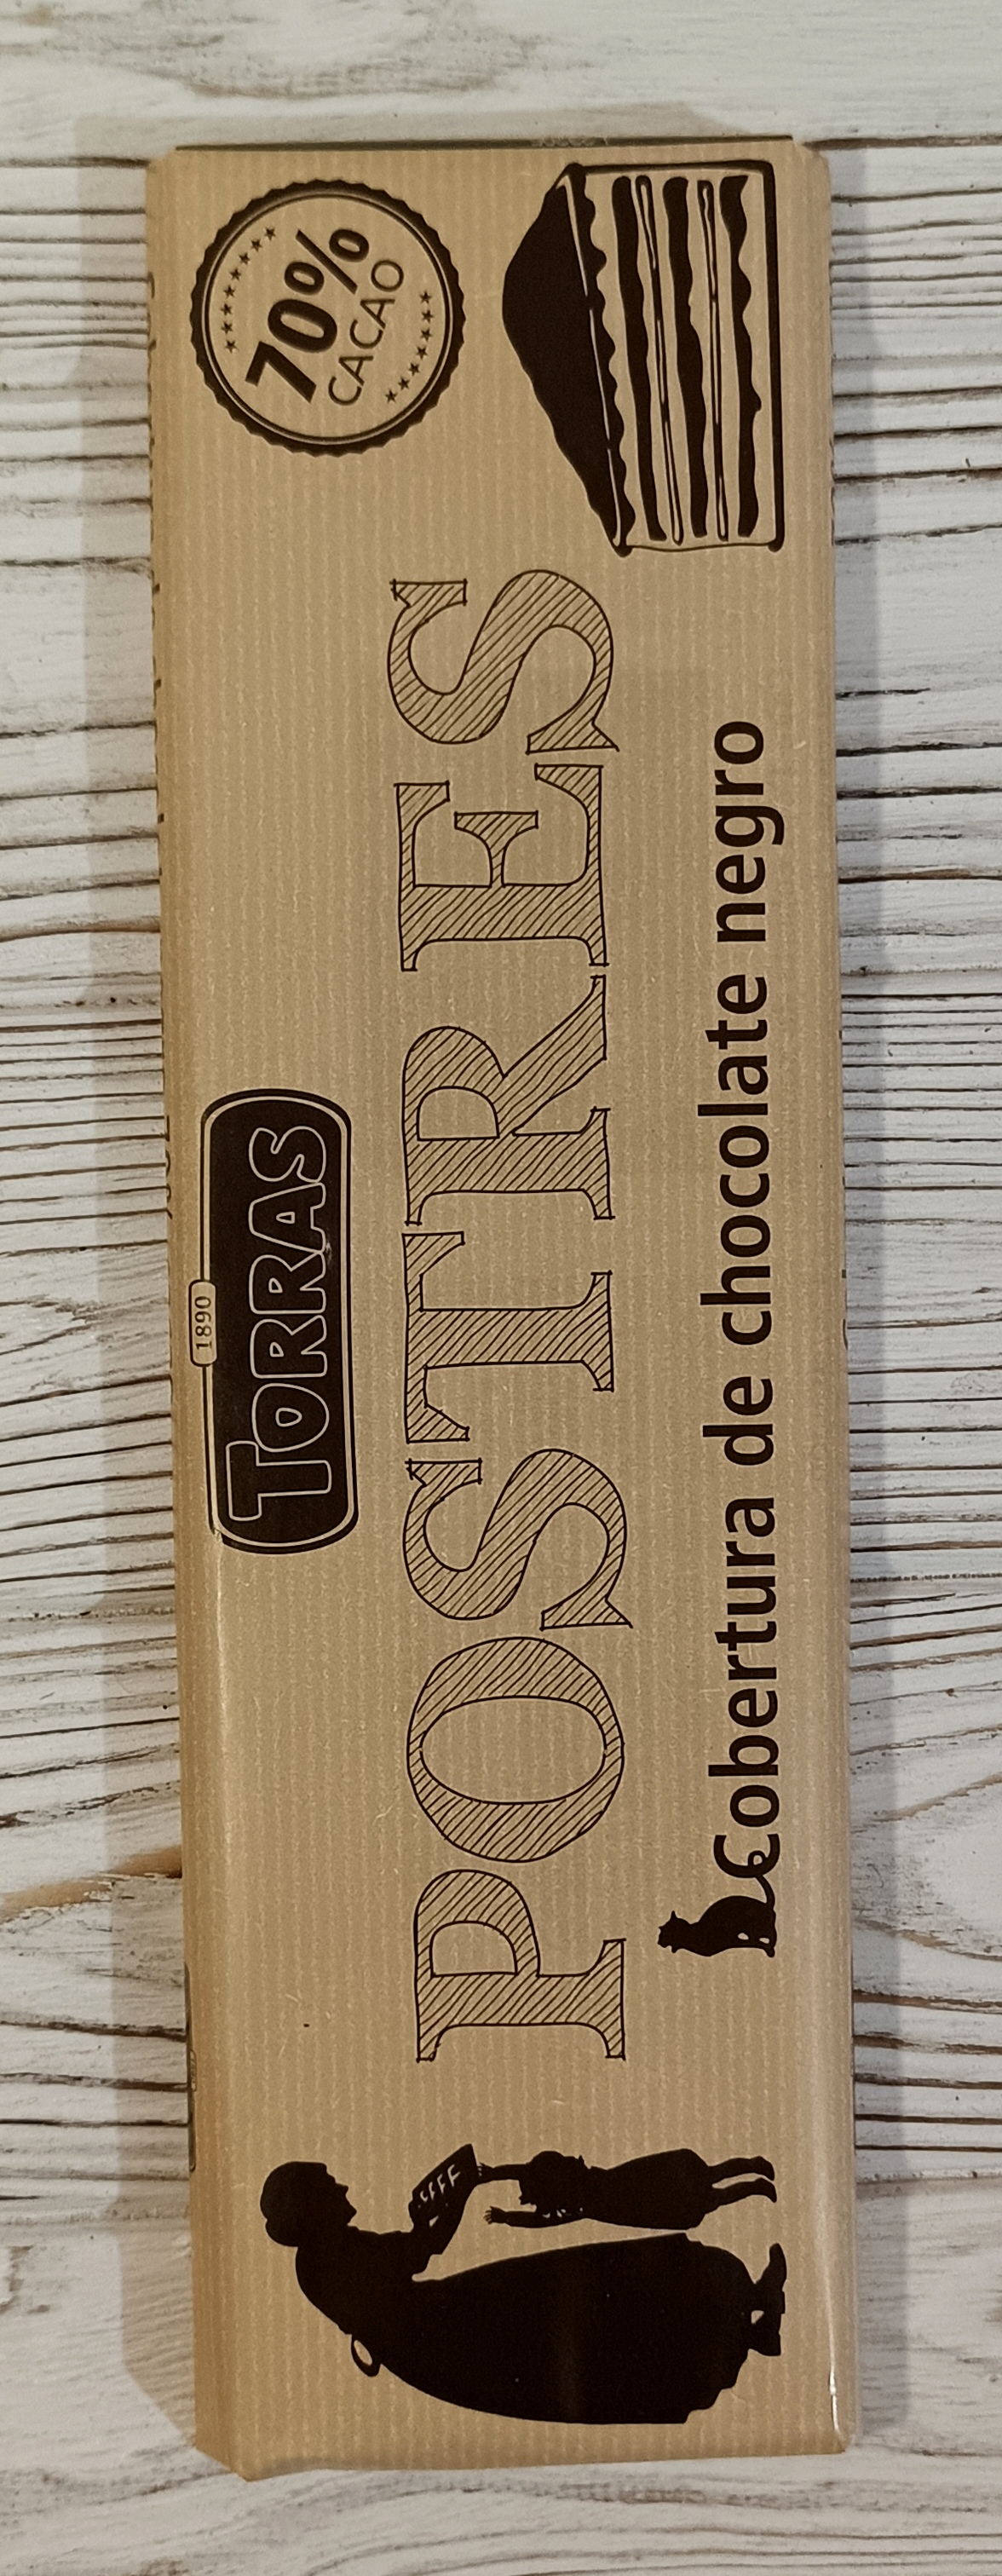 1890
TORRAS
70%
CACAO
POSTRES
Cobertura de chocolate negro